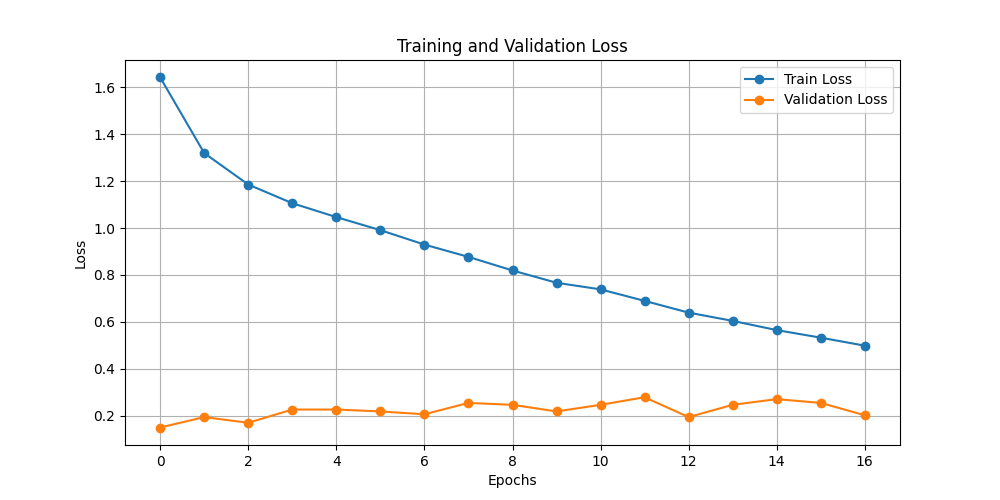 Training and Validation Loss
Train Loss
Validation Loss
1.6
1.4
1.2
1.0
0.8
0.6
0.4
0.2
Loss
0 2 4 6 8 10 12 14 16
Epochs